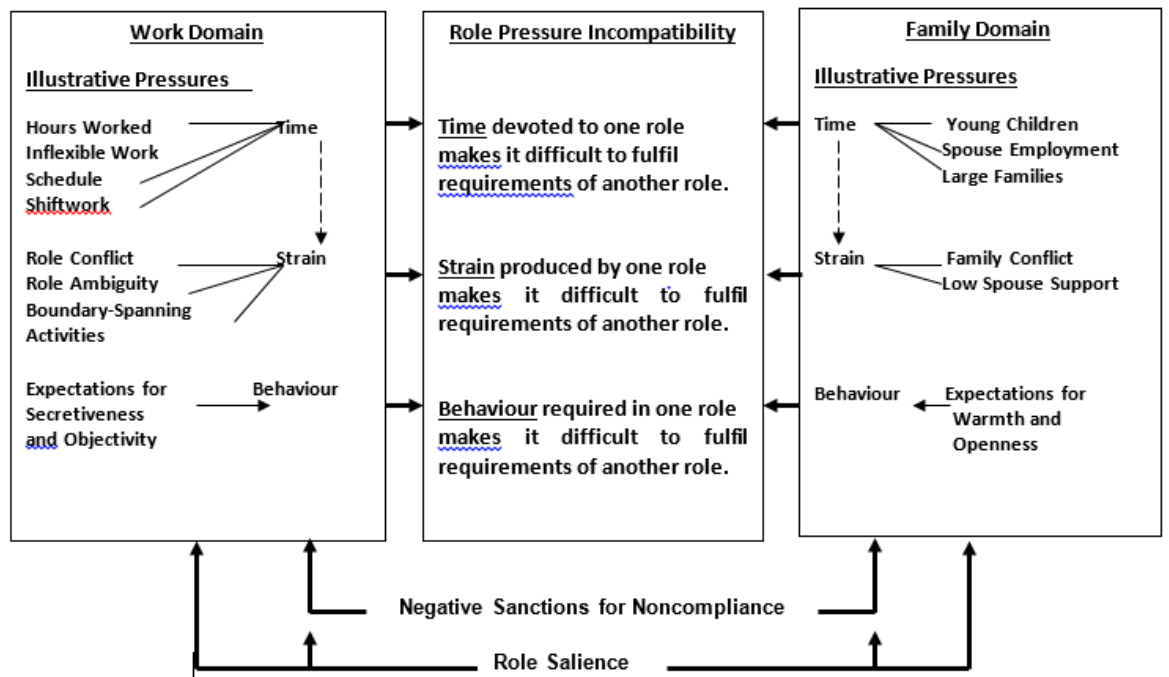 Work Domain
Illustrative Pressures
Hours Worked
Inflexible Work
Schedule
Shiftwork
Time
Role Conflict
Role Ambiguity
Boundary-Spanning
Activities
Strain
Expectations for
Secretiveness
and Objectivity
Behaviour
Role Pressure Incompatibility
Time devoted to one role
makes it difficult to fulfil
requirements of another role.
Strain produced by one role
makes it difficult to fulfil
requirements of another role.
Behaviour required in one role
makes it difficult to fulfil
requirements of another role.
Family Domain
Illustrative Pressures
Time
Young Children
Spouse Employment
Large Families
Strain
Family Conflict
Low Spouse Support
Behaviour
Expectations for
Warmth and
Openness
Negative Sanctions for Noncompliance
Role Salience